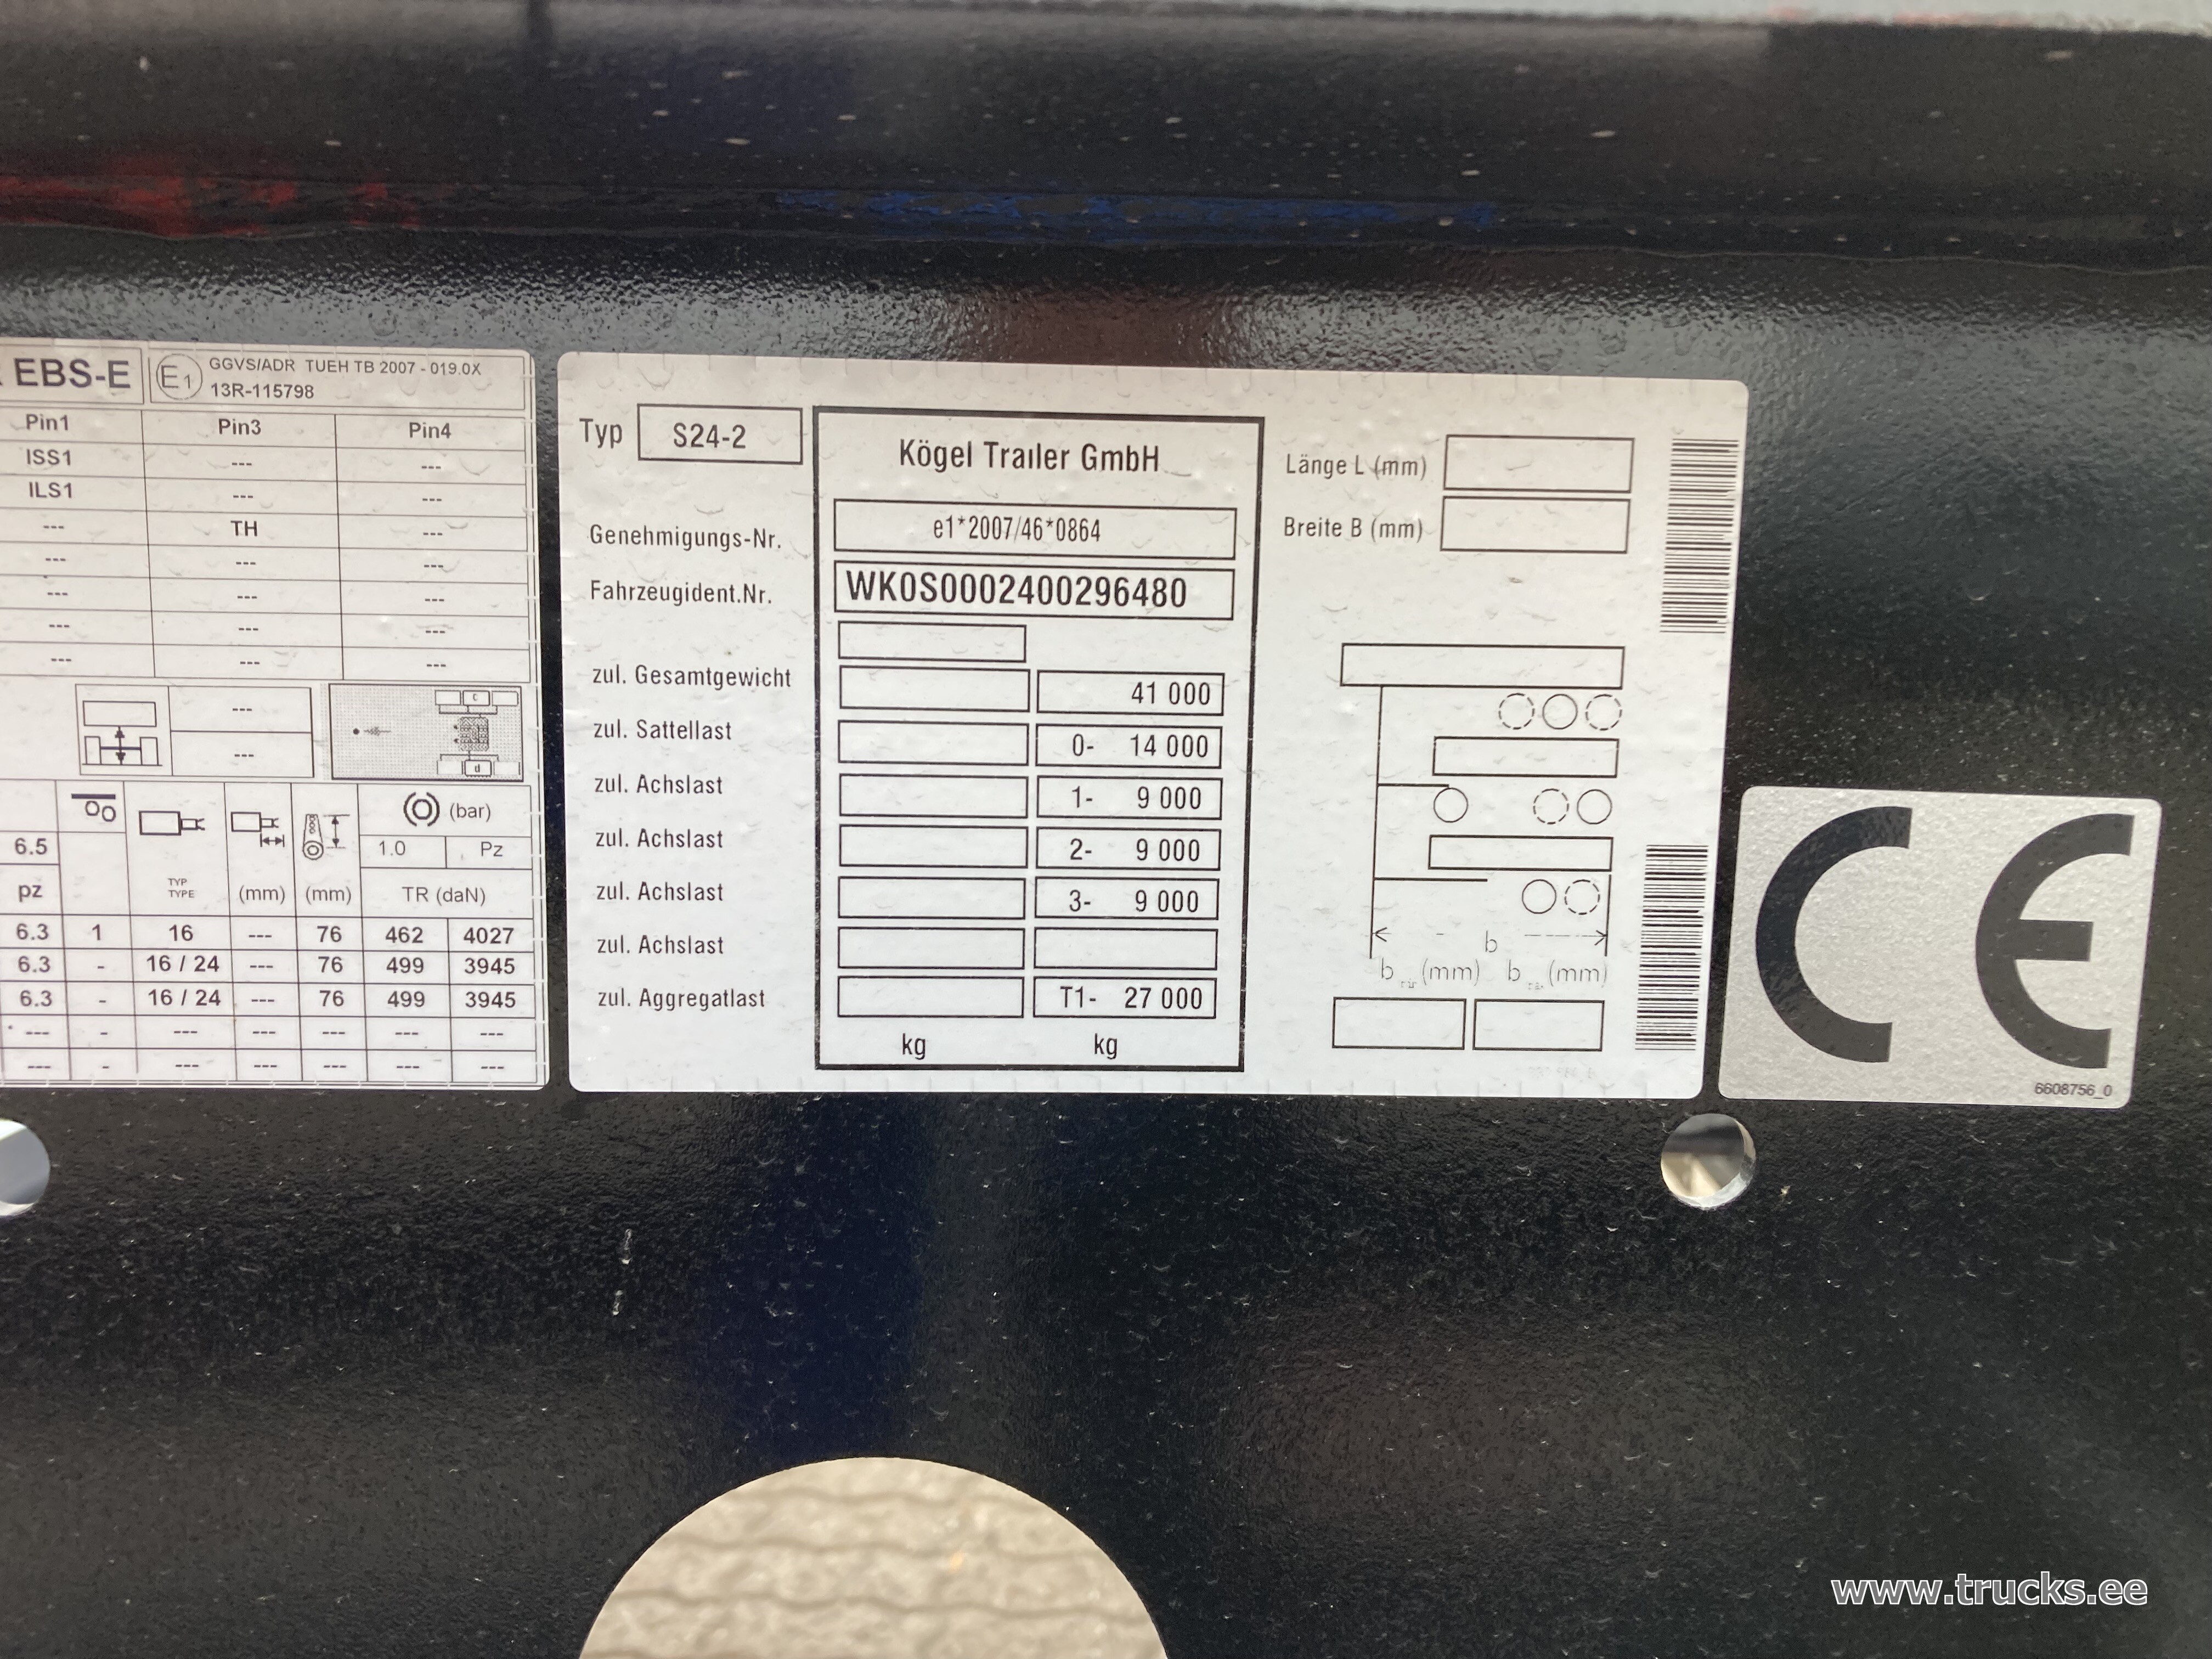 EBS-E
E1
GGVS/ADR TUEH TB 2007 - 019.0X
13R-115798
Pin1 Pin3 Pin4
ISS1 --- ---
ILS1 --- ---
--- TH ---
--- --- ---
--- --- ---
--- --- ---
--- --- ---
---
---
C
d
(bar)
6.5 1.0 Pz
pz TYP TYPE (mm) (mm) TR (daN)
6.3 1 16 --- 76 462 4027
6.3 - 16 / 24 --- 76 499 3945
6.3 - 16 / 24 --- 76 499 3945
--- - --- --- --- --- ---
--- - --- --- --- --- ---
Typ S24-2
Kögel Trailer GmbH
Genehmigungs-Nr. e1*2007/46*0864
Fahrzeugident.Nr. WK0S0002400296480
zul. Gesamtgewicht 41 000
zul. Sattellast 0- 14 000
zul. Achslast 1- 9 000
zul. Achslast 2- 9 000
zul. Achslast 3- 9 000
zul. Achslast
zul. Aggregatlast T1- 27 000
kg kg
Länge L (mm)
Breite B (mm)
b
b (mm) b (mm)
CE
6608756_0
www.trucks.ee